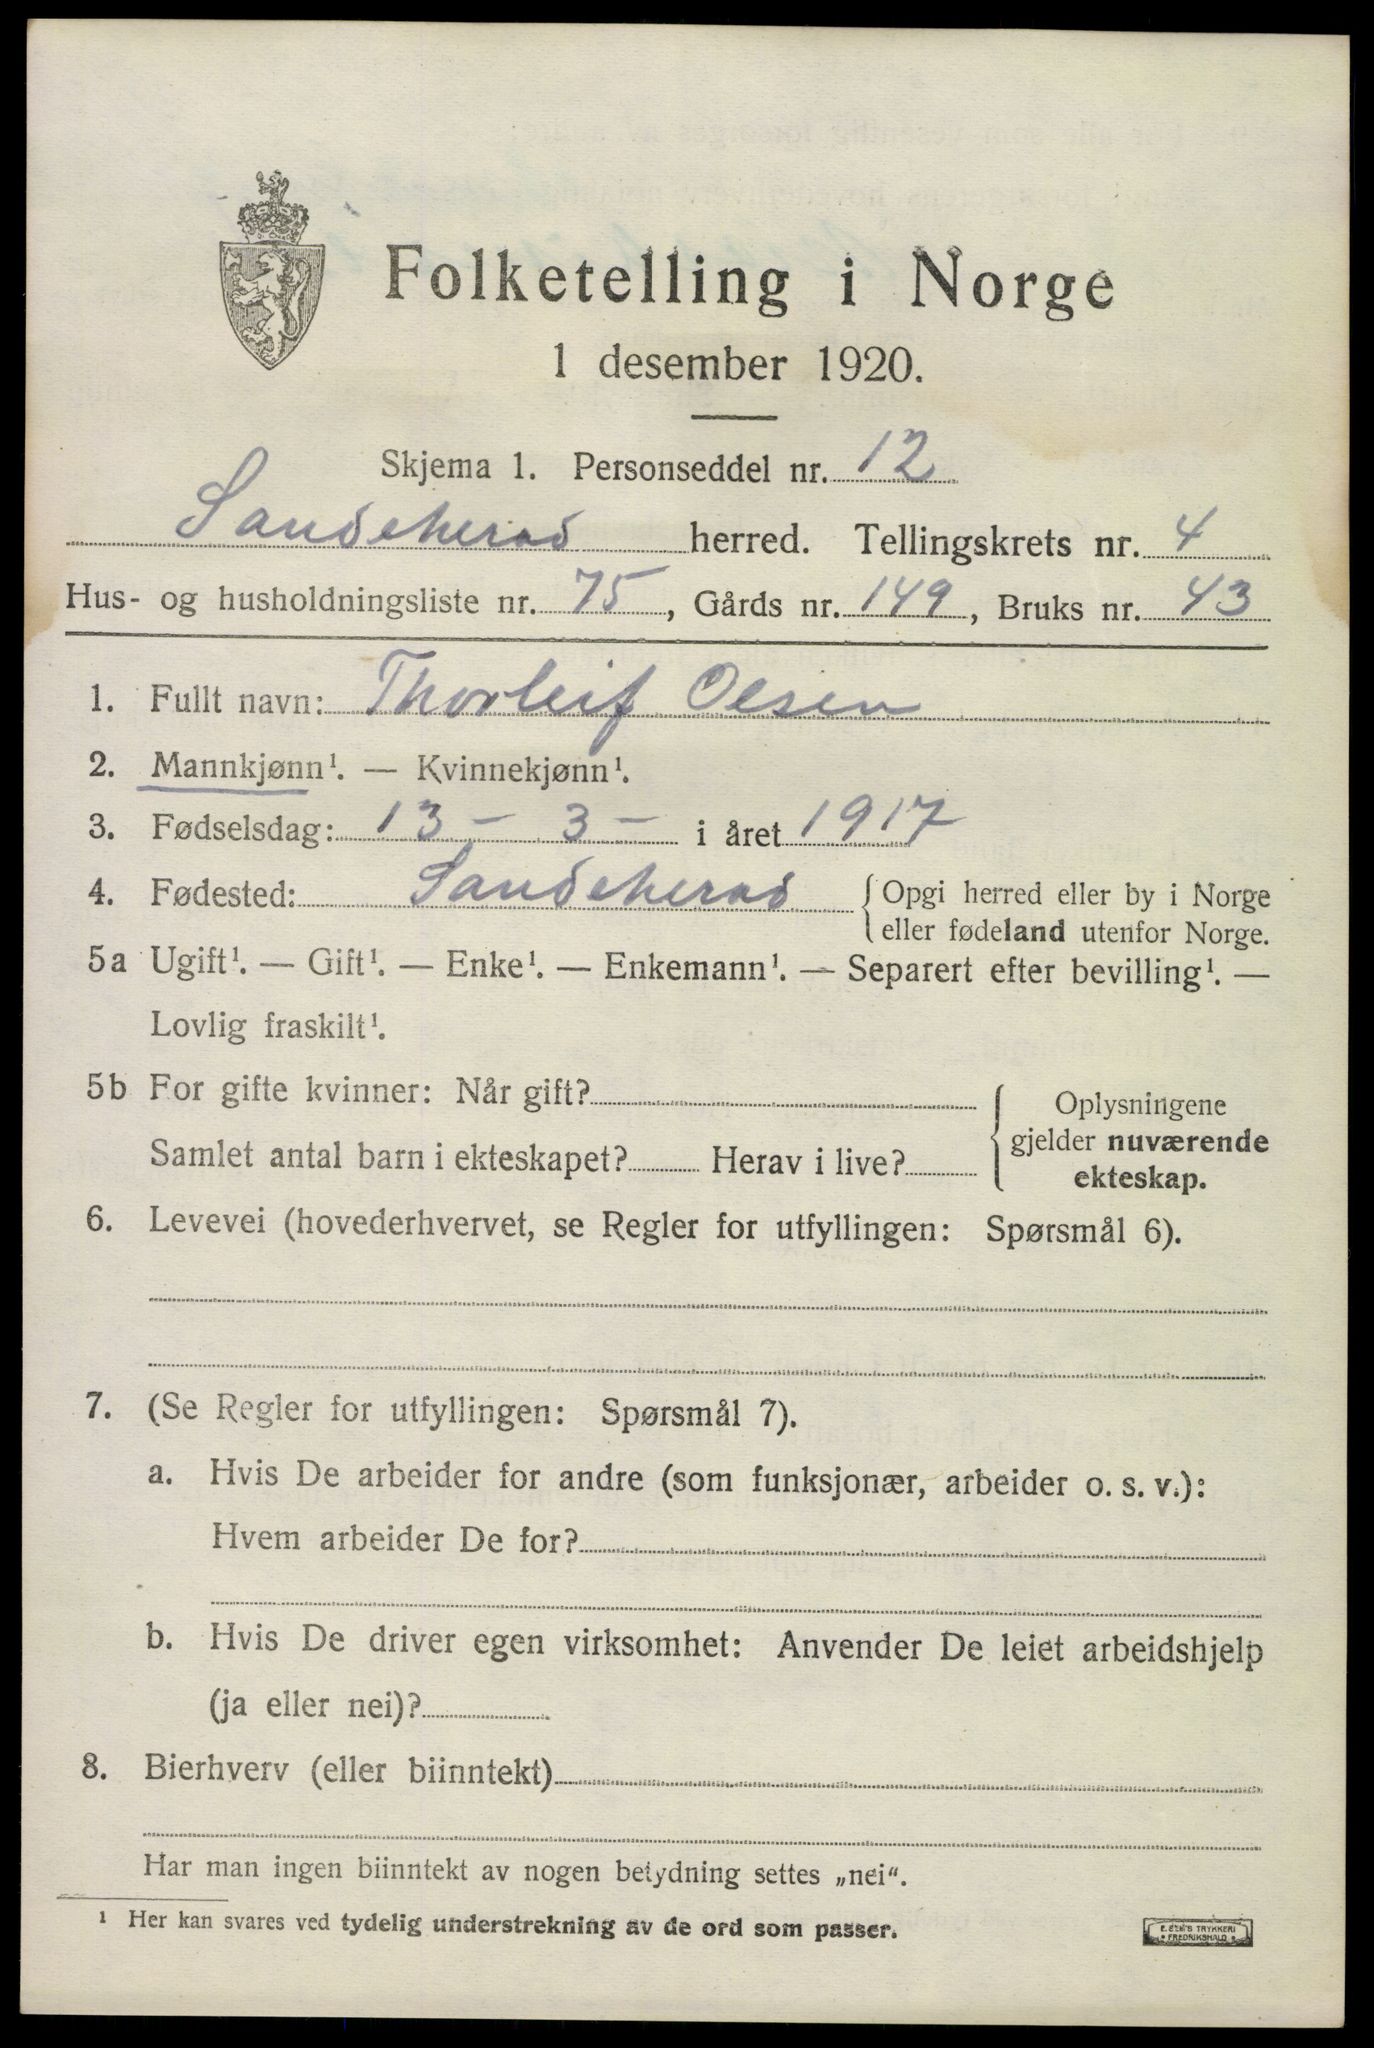 Folketelling i Norge
1 desember 1920.
Skjema 1. Personseddel nr. 12
Sandeherad herred. Tellingskrets nr. 4
Hus- og husholdningsliste nr. 75, Gårds nr. 149, Bruks nr. 43
1. Fullt navn: Thorleif Olsen
2. Mannkjønn¹. — Kvinnekjønn¹.
3. Fødselsdag: 13 - 3 - i året 1917
4. Fødested: Sandeherad { Opgi herred eller by i Norge
eller fødeland utenfor Norge.
5a Ugift¹. — Gift¹. — Enke¹. — Enkemann¹. — Separert efter bevilling¹. —
Lovlig fraskilt¹.
5b For gifte kvinner: Når gift? Oplysningene
gjelder nuværende
Samlet antal barn i ekteskapet? Herav i live?
ekteskap.
6. Levevei (hovederhvervet, se Regler for utfyllingen: Spørsmål 6).
7. (Se Regler for utfyllingen: Spørsmål 7).
a. Hvis De arbeider for andre (som funksjonær, arbeider o. s. v.):
Hvem arbeider De for?
b. Hvis De driver egen virksomhet: Anvender De leiet arbeidshjelp
(ja eller nei)?
8. Bierhverv (eller biinntekt)
Har man ingen biinntekt av nogen betydning settes „nei“.
¹ Her kan svares ved tydelig understrekning av de ord som passer.
E. SEM'S TRYKKERI
• FREDRIKSHALD •